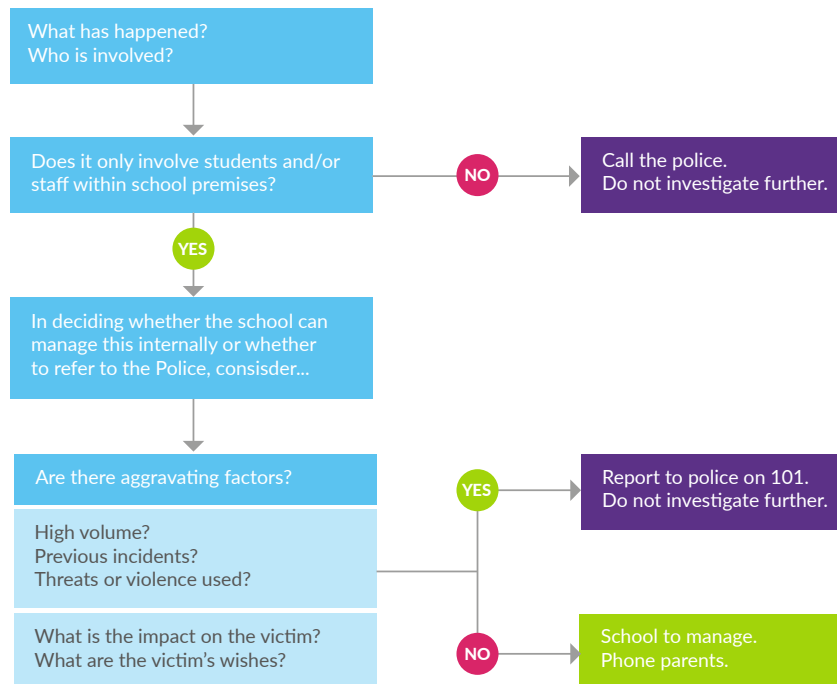 What has happened?
Who is involved?
Does it only involve students and/or
staff within school premises?
NO
Call the police.
Do not investigate further.
YES
In deciding whether the school can
manage this internally or whether
to refer to the Police, consisder...
Are there aggravating factors?
High volume?
Previous incidents?
Threats or violence used?
What is the impact on the victim?
What are the victim’s wishes?
YES
Report to police on 101.
Do not investigate further.
NO
School to manage.
Phone parents.